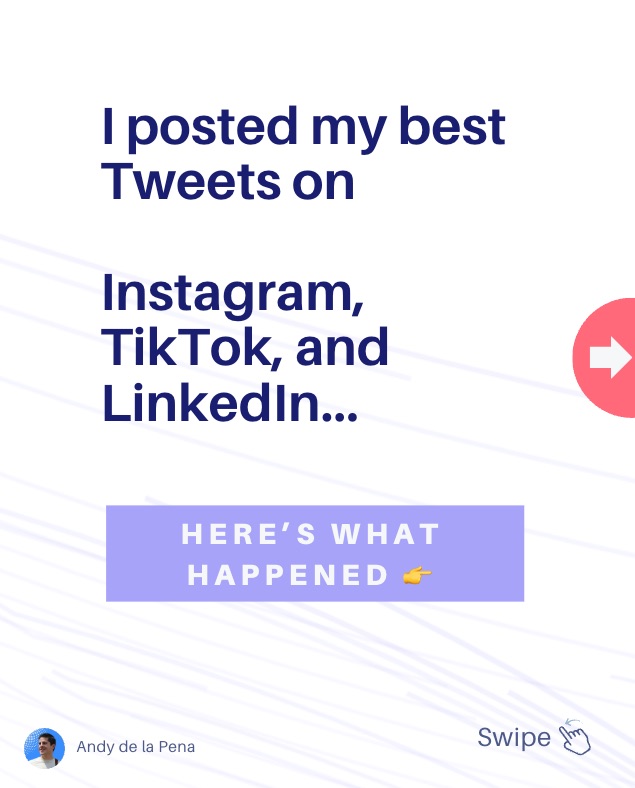 I posted my best
Tweets on
Instagram,
TikTok, and
LinkedIn...
HERE’S WHAT
HAPPENED 👉
Andy de la Pena
Swipe